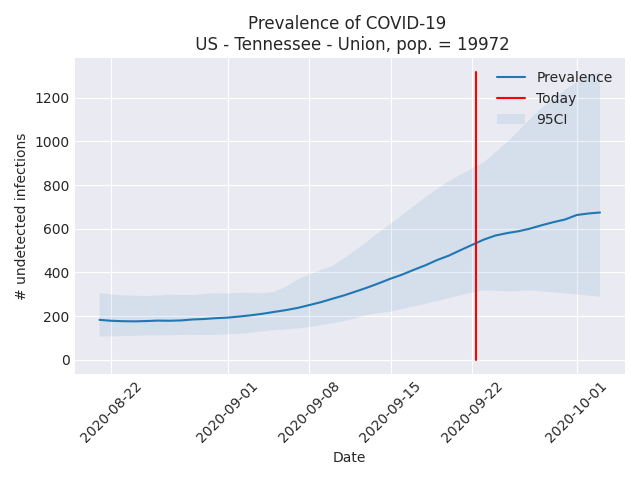 Prevalence of COVID-19
US - Tennessee - Union, pop. = 19972
Prevalence
Today
95CI
1200
1000
800
600
400
200
0
# undetected infections
2020-08-22
2020-09-01
2020-09-08
2020-09-15
2020-09-22
2020-10-01
Date